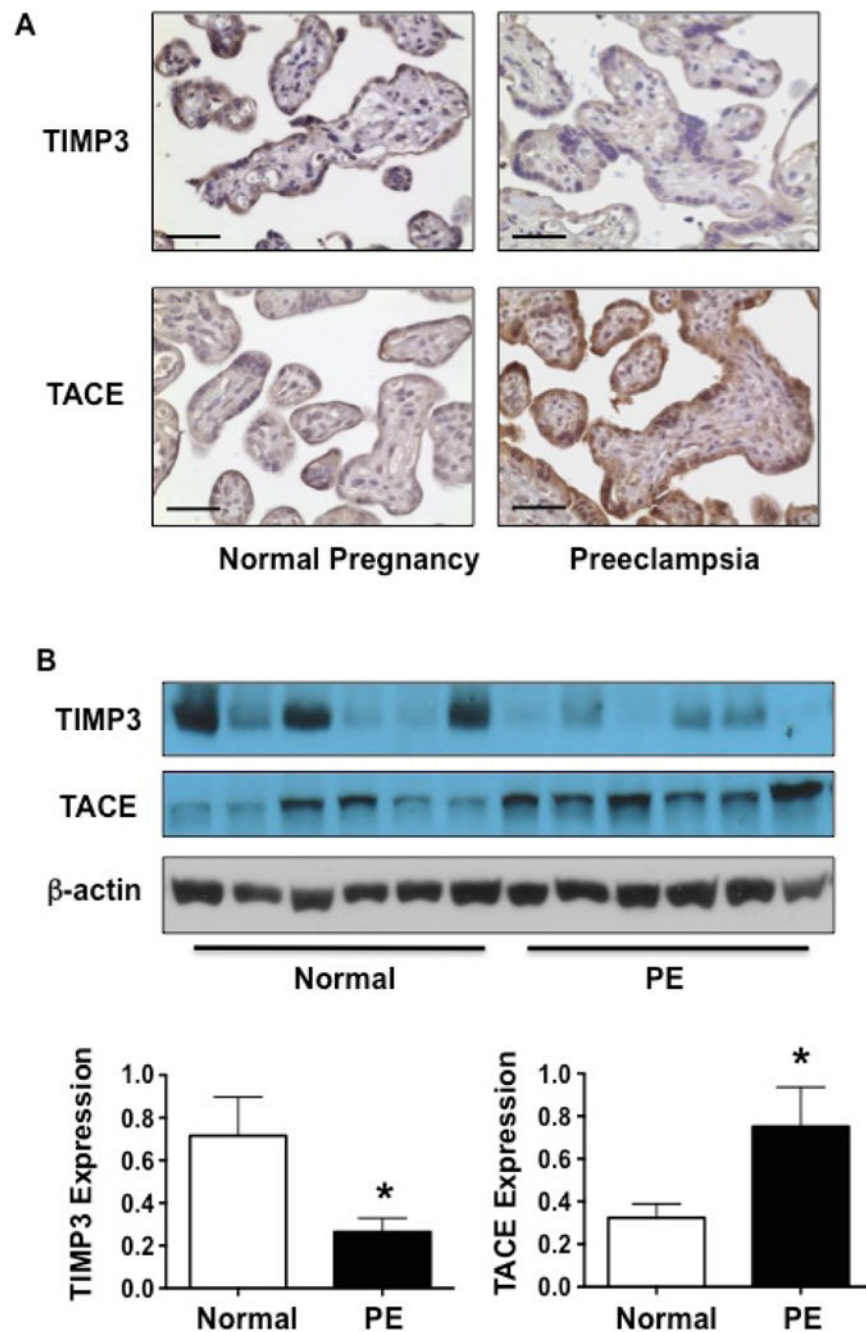 A
TIMP3
TACE
Normal Pregnancy Preeclampsia
B
TIMP3
TACE
β-actin
Normal PE
TIMP3 Expression
1.0
0.8
0.6
0.4
0.2
0.0
*
Normal PE
TACE Expression
1.0
0.8
0.6
0.4
0.2
0.0
*
Normal PE